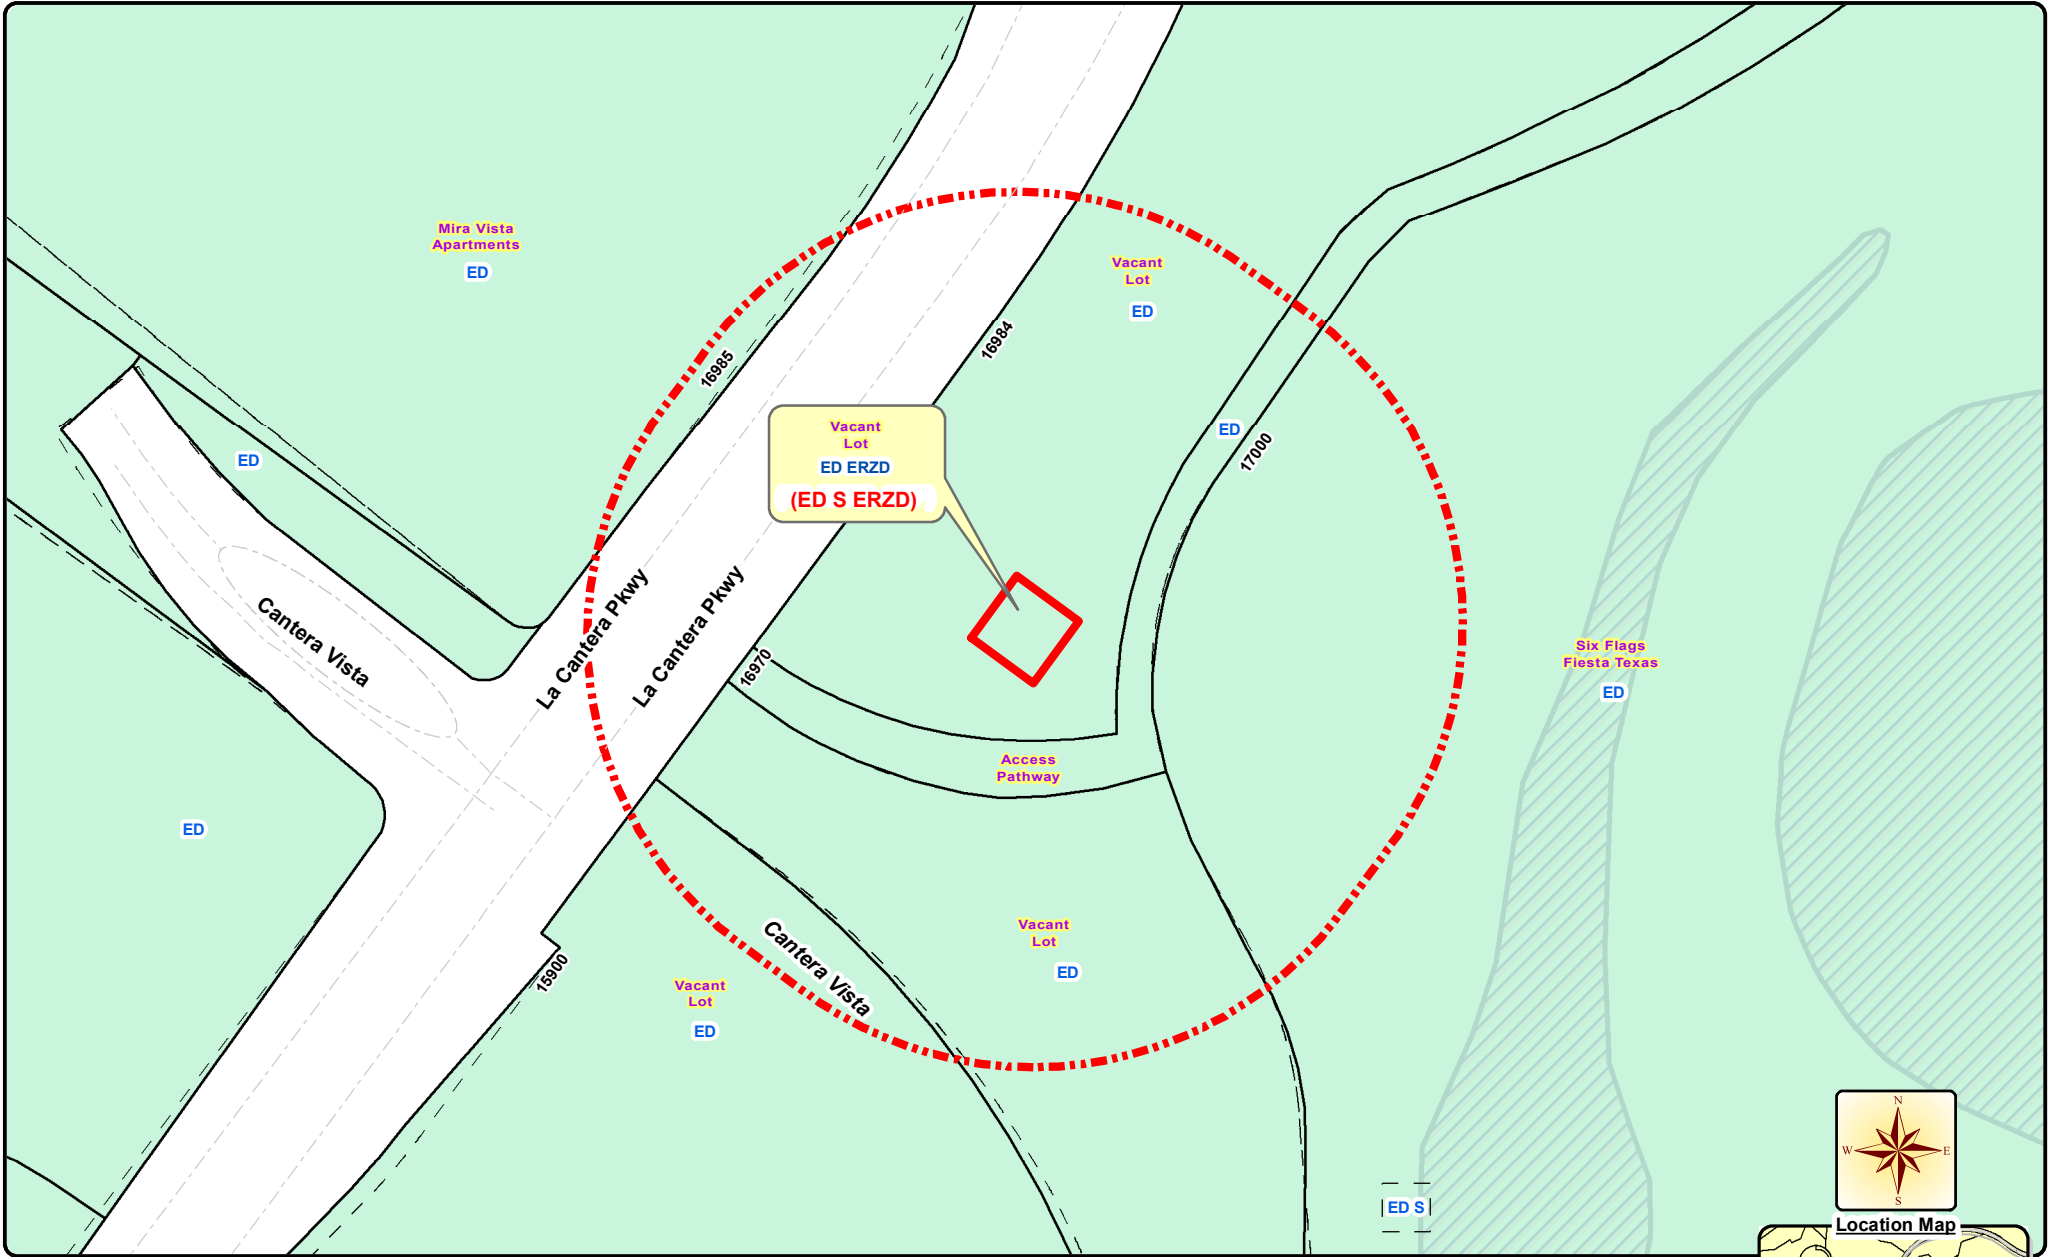 Mira Vista
Apartments
ED
Vacant
Lot
ED
16985
16984
Vacant
Lot
ED ERZD
(ED S ERZD)
ED
17000
ED
Cantera Vista
La Cantera Pkwy
La Cantera Pkwy
16970
Six Flags
Fiesta Texas
ED
Access
Pathway
ED
Cantera Vista
Vacant
Lot
ED
15900
Vacant
Lot
ED
N
W
E
S
ED S
Location Map